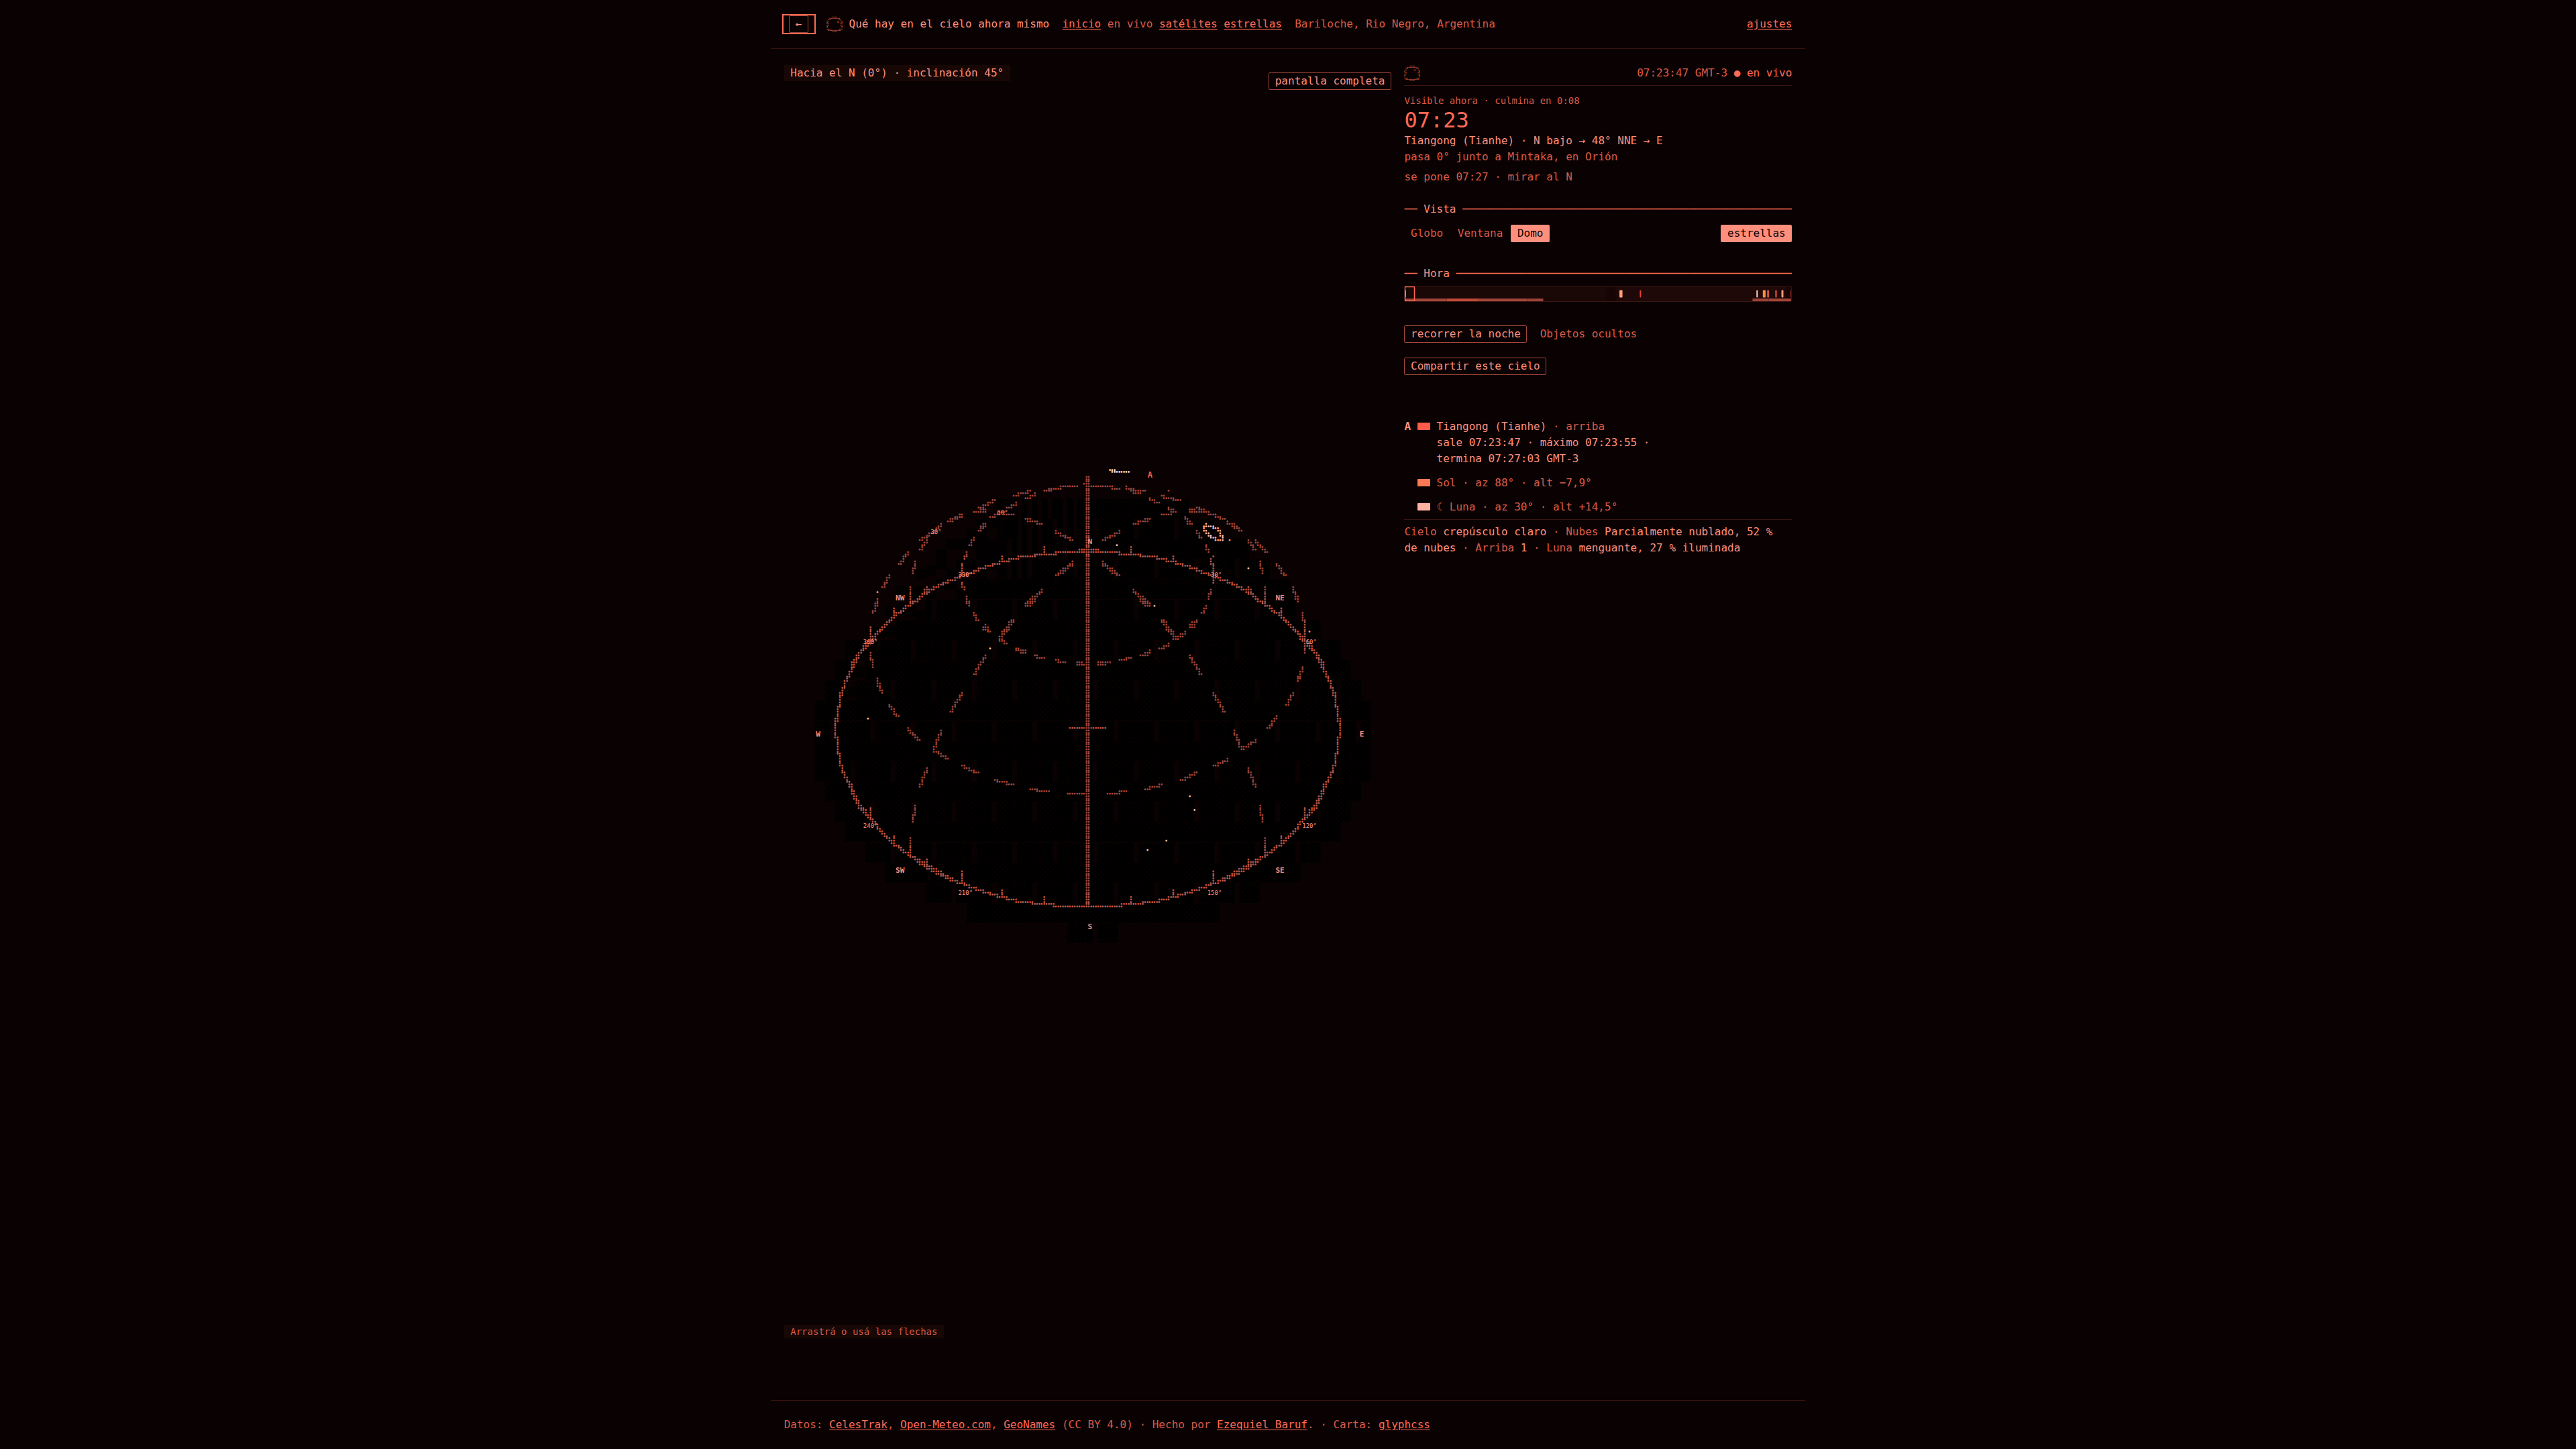 ← Qué hay en el cielo ahora mismo inicio en vivo satélites estrellas Bariloche, Rio Negro, Argentina ajustes
Hacia el N (0°) · inclinación 45°
pantalla completa
07:23:47 GMT-3 ● en vivo
Visible ahora · culmina en 0:08
07:23
Tiangong (Tianhe) · N bajo → 48° NNE → E
pasa 0° junto a Mintaka, en Orión
se pone 07:27 · mirar al N
Vista
Globo Ventana Domo estrellas
Hora
recorrer la noche Objetos ocultos
Compartir este cielo
A Tiangong (Tianhe) · arriba
sale 07:23:47 · máximo 07:23:55 ·
termina 07:27:03 GMT-3
Sol · az 88° · alt −7,9°
☾ Luna · az 30° · alt +14,5°
Cielo crepúsculo claro · Nubes Parcialmente nublado, 52 %
de nubes · Arriba 1 · Luna menguante, 27 % iluminada
A
N
NW
NE
W
E
240°
120°
SW
SE
210°
150°
S
Arrastrá o usá las flechas
Datos: CelesTrak, Open-Meteo.com, GeoNames (CC BY 4.0) · Hecho por Ezequiel Baruf. · Carta: glyphcss